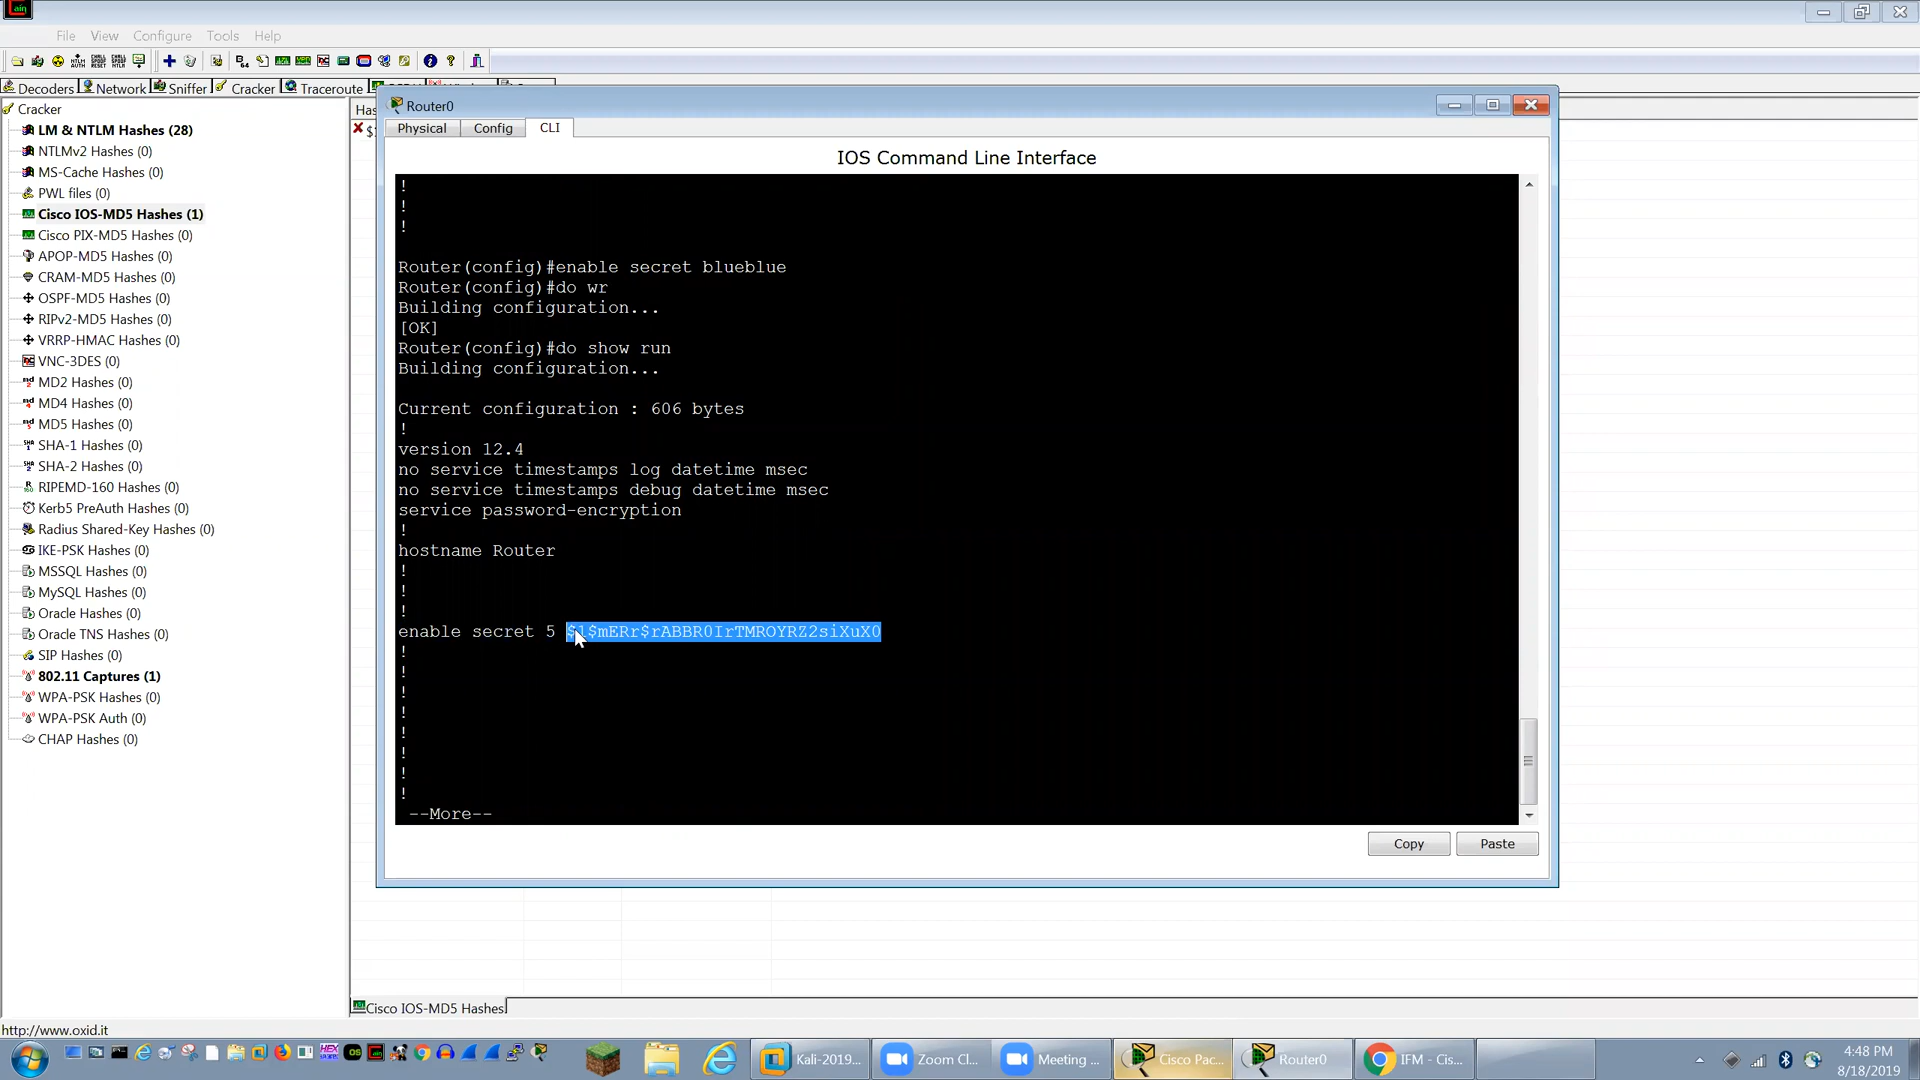 Cain
File View Configure Tools Help
Decoders Network Sniffer Cracker Traceroute
Cracker
LM & NTLM Hashes (28)
NTLMv2 Hashes (0)
MS-Cache Hashes (0)
PWL files (0)
Cisco IOS-MD5 Hashes (1)
Cisco PIX-MD5 Hashes (0)
APOP-MD5 Hashes (0)
CRAM-MD5 Hashes (0)
OSPF-MD5 Hashes (0)
RIPv2-MD5 Hashes (0)
VRRP-HMAC Hashes (0)
VNC-3DES (0)
MD2 Hashes (0)
MD4 Hashes (0)
MD5 Hashes (0)
SHA-1 Hashes (0)
SHA-2 Hashes (0)
RIPEMD-160 Hashes (0)
Kerb5 PreAuth Hashes (0)
Radius Shared-Key Hashes (0)
IKE-PSK Hashes (0)
MSSQL Hashes (0)
MySQL Hashes (0)
Oracle Hashes (0)
Oracle TNS Hashes (0)
SIP Hashes (0)
802.11 Captures (1)
WPA-PSK Hashes (0)
WPA-PSK Auth (0)
CHAP Hashes (0)
Has
Router0
Physical Config CLI
IOS Command Line Interface
!
!
!
Router(config)#enable secret blueblue
Router(config)#do wr
Building configuration...
[OK]
Router(config)#do show run
Building configuration...
Current configuration : 606 bytes
!
version 12.4
no service timestamps log datetime msec
no service timestamps debug datetime msec
service password-encryption
!
hostname Router
!
!
!
enable secret 5 $1$mERr$rABBR0IrTMROYRZ2siXuX0
!
!
!
!
!
!
!
!
--More--
Copy Paste
Cisco IOS-MD5 Hashes
http://www.oxid.it
Kali-2019... Zoom Cl... Meeting ... Cisco Pac... Router0 IFM - Cis...
4:48 PM
8/18/2019